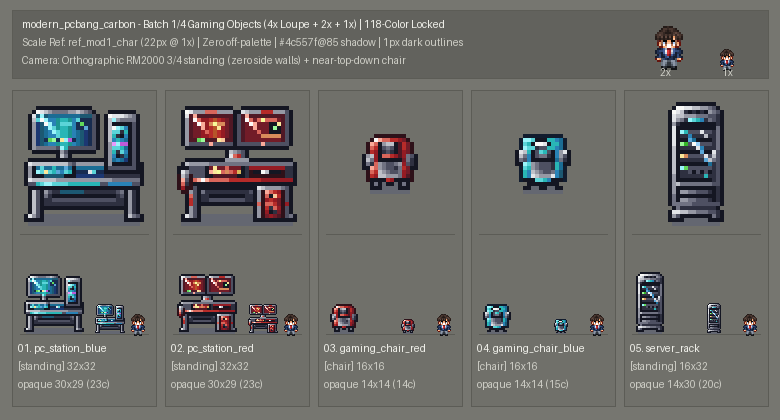 modern_pcbang_carbon - Batch 1/4 Gaming Objects (4x Loupe + 2x + 1x) | 118-Color Locked
Scale Ref: ref_mod1_char (22px @ 1x) | Zero off-palette | #4c557f@85 shadow | 1px dark outlines
Camera: Orthographic RM2000 3/4 standing (zero side walls) + near-top-down chair
2x 1x
01. pc_station_blue
[standing] 32x32
opaque 30x29 (23c)
02. pc_station_red
[standing] 32x32
opaque 30x29 (23c)
03. gaming_chair_red
[chair] 16x16
opaque 14x14 (14c)
04. gaming_chair_blue
[chair] 16x16
opaque 14x14 (15c)
05. server_rack
[standing] 16x32
opaque 14x30 (20c)